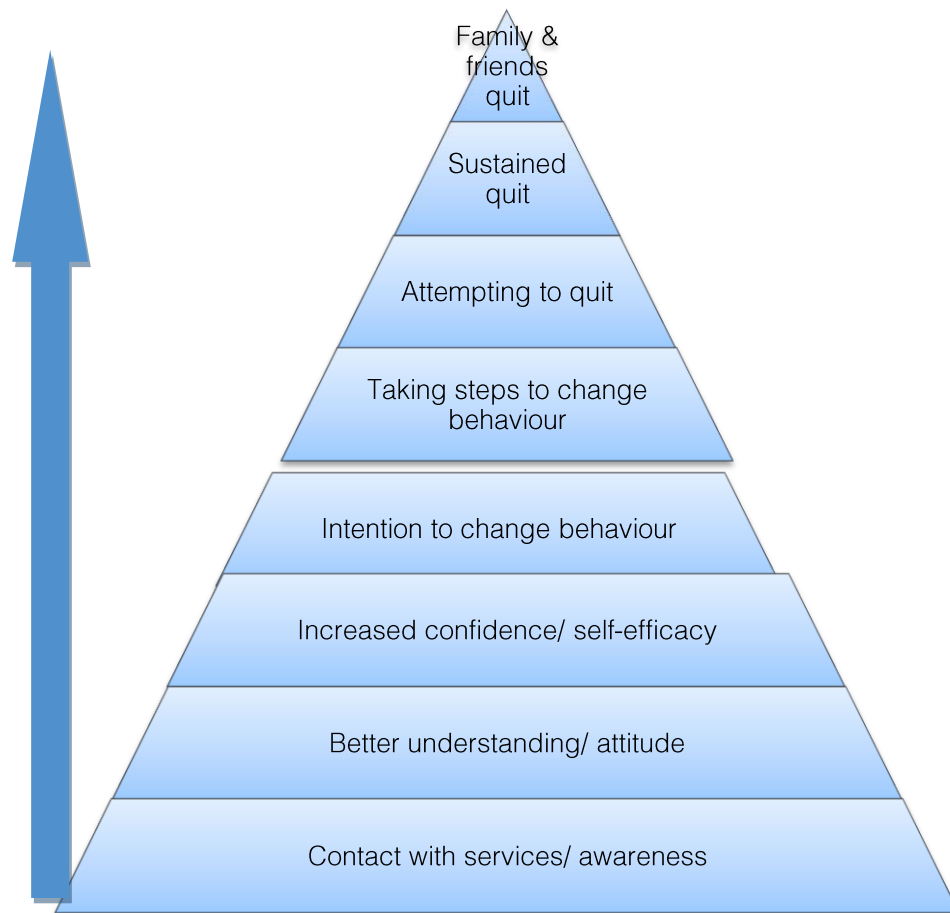 Family &
friends
quit
Sustained
quit
Attempting to quit
Taking steps to change
behaviour
Intention to change behaviour
Increased confidence/ self-efficacy
Better understanding/ attitude
Contact with services/ awareness